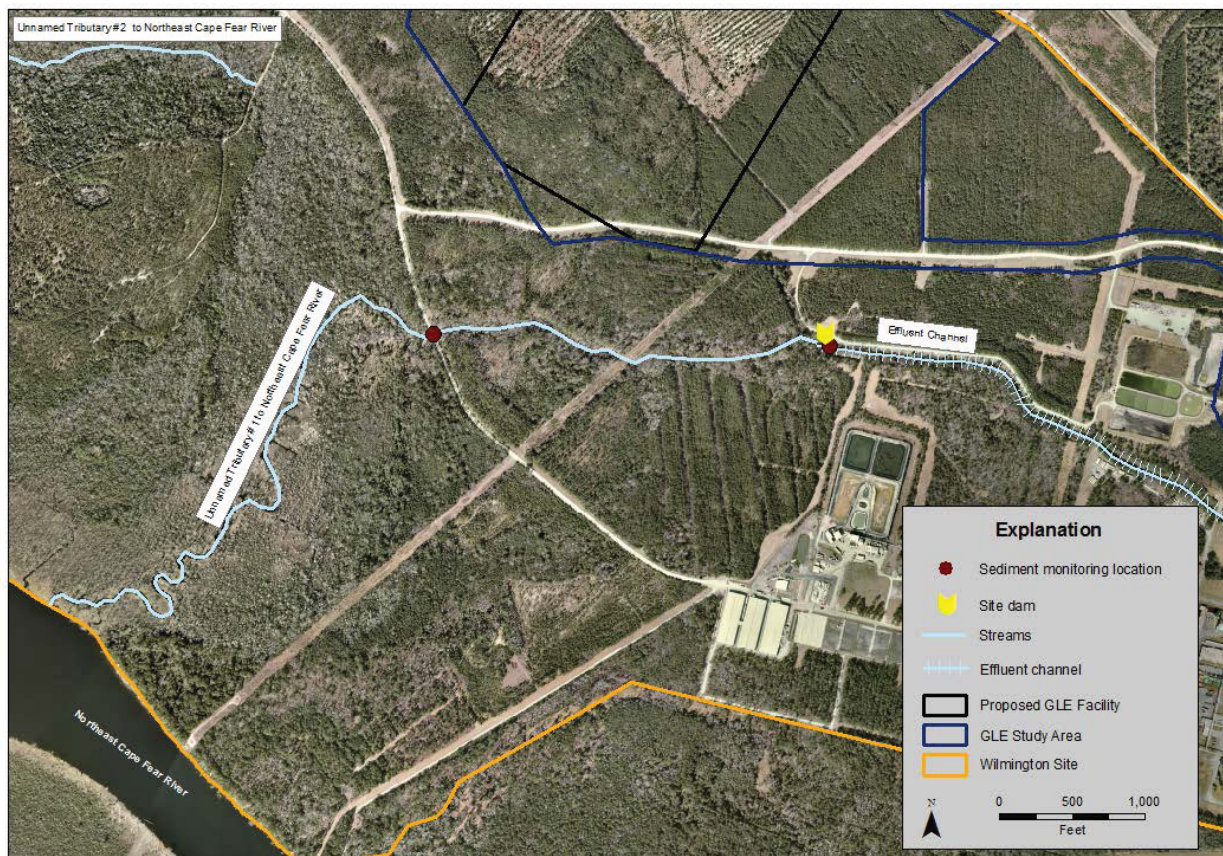 Unnamed Tributary #2 to Northeast Cape Fear River
Effluent Channel
Unnamed Tributary # 1 to Northeast Cape Fear River
Northeast Cape Fear River
Explanation
Sediment monitoring location
Site dam
Streams
Effluent channel
Proposed GLE Facility
GLE Study Area
Wilmington Site
N
0 500 1,000
Feet